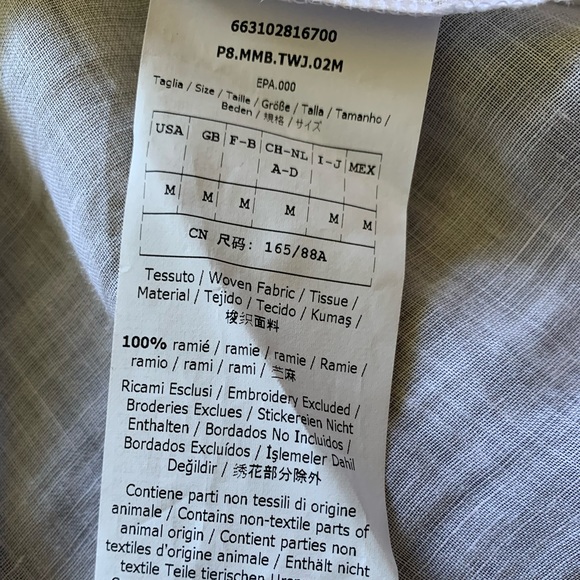 663102816700
P8.MMB.TWJ.02M
EPA.000
Taglia / Size / Taille / Größe / Talla / Tamanho /
Beden / 規格 / サイズ
USA GB F-B CH-NL I-J MEX
A-D
M M M M M M
CN 尺码: 165/88A
Tessuto / Woven Fabric / Tissue /
Material / Tejido / Tecido / Kumaş /
梭织面料
100% ramié / ramie / ramie / Ramie /
ramio / rami / rami / 苎麻
Ricami Esclusi / Embroidery Excluded /
Broderies Exclues / Stickereien Nicht
Enthalten / Bordados No Incluidos /
Bordados Excluídos / İşlemeler Dahil
Değildir / 绣花部分除外
Contiene parti non tessili di origine
animale / Contains non-textile parts of
animal origin / Contient parties non
textiles d'origine animale / Enthält nicht
textile Teile tierischen